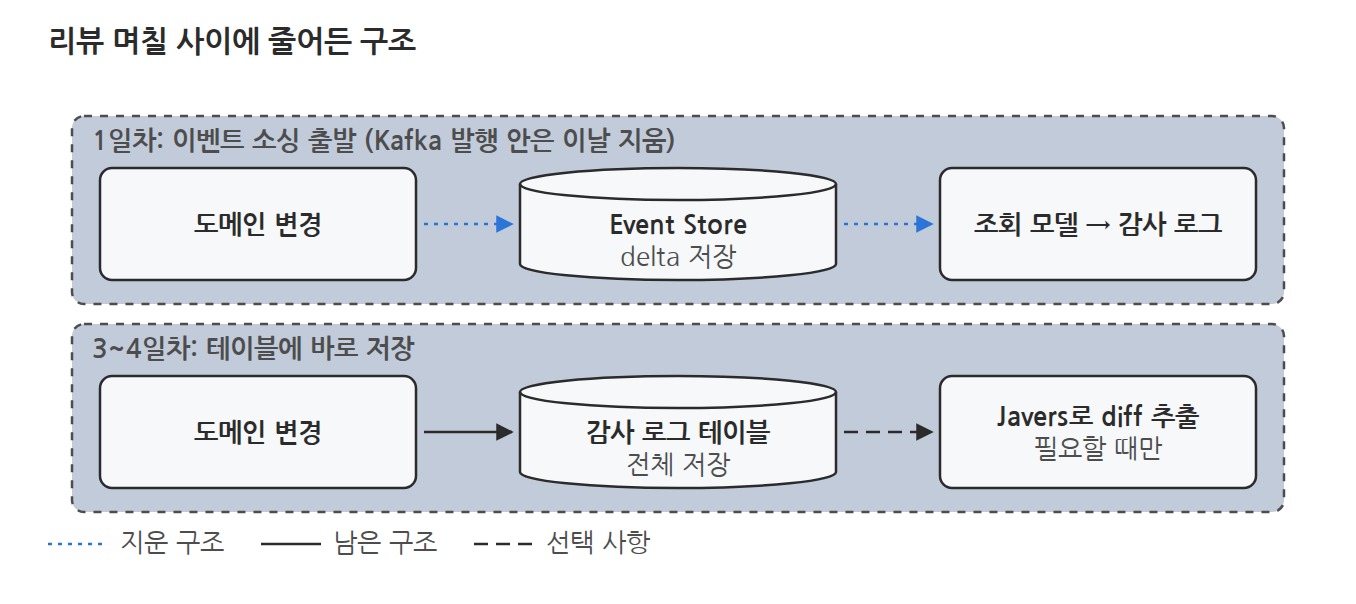 리뷰 며칠 사이에 줄어든 구조
1일차: 이벤트 소싱 출발 (Kafka 발행 안은 이날 지움)
도메인 변경
Event Store
delta 저장
조회 모델 → 감사 로그
3~4일차: 테이블에 바로 저장
도메인 변경
감사 로그 테이블
전체 저장
Javers로 diff 추출
필요할 때만
지운 구조
남은 구조
선택 사항